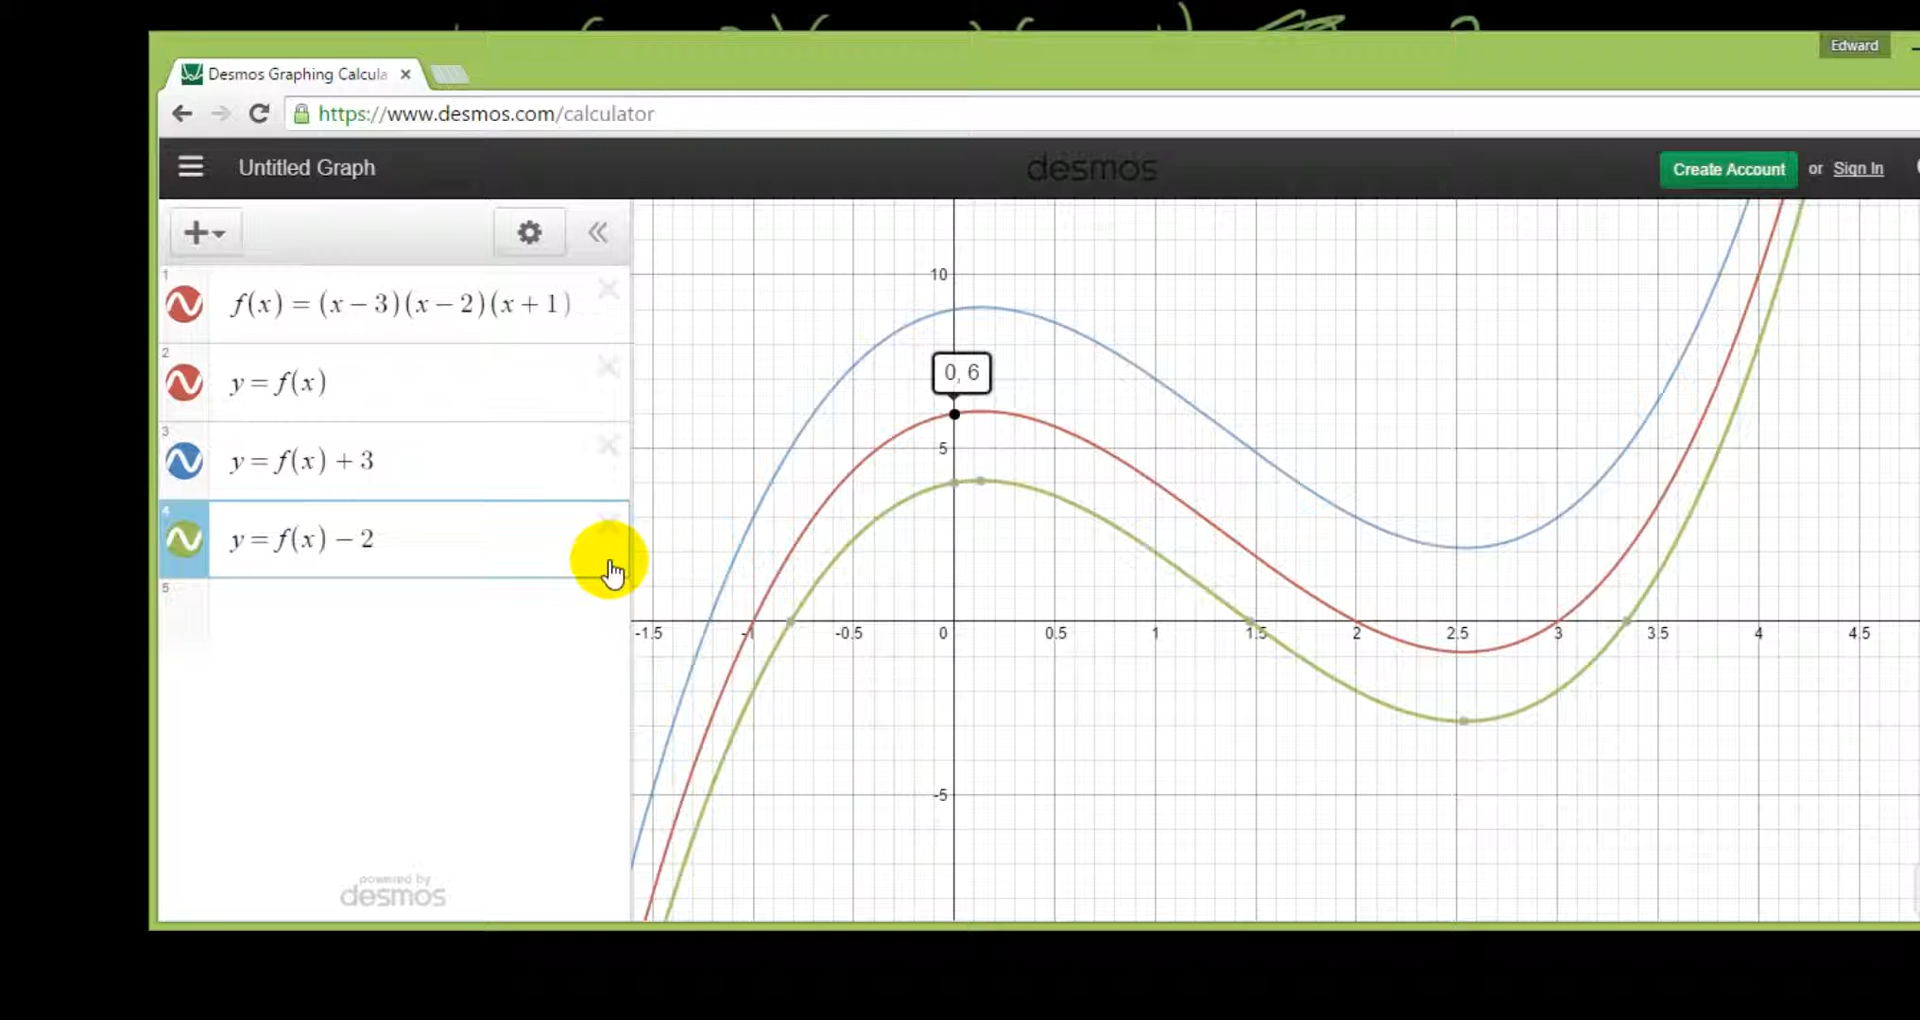 Edward
Desmos Graphing Calcula
https://www.desmos.com/calculator
Untitled Graph
desmos
Create Account or Sign In
1
f(x) = (x − 3)(x − 2)(x + 1)
2
y = f(x)
3
y = f(x) + 3
4
y = f(x) − 2
5
powered by
desmos
10
0, 6
5
-1.5 -1 -0.5 0 0.5 1 1.5 2 2.5 3 3.5 4 4.5
-5